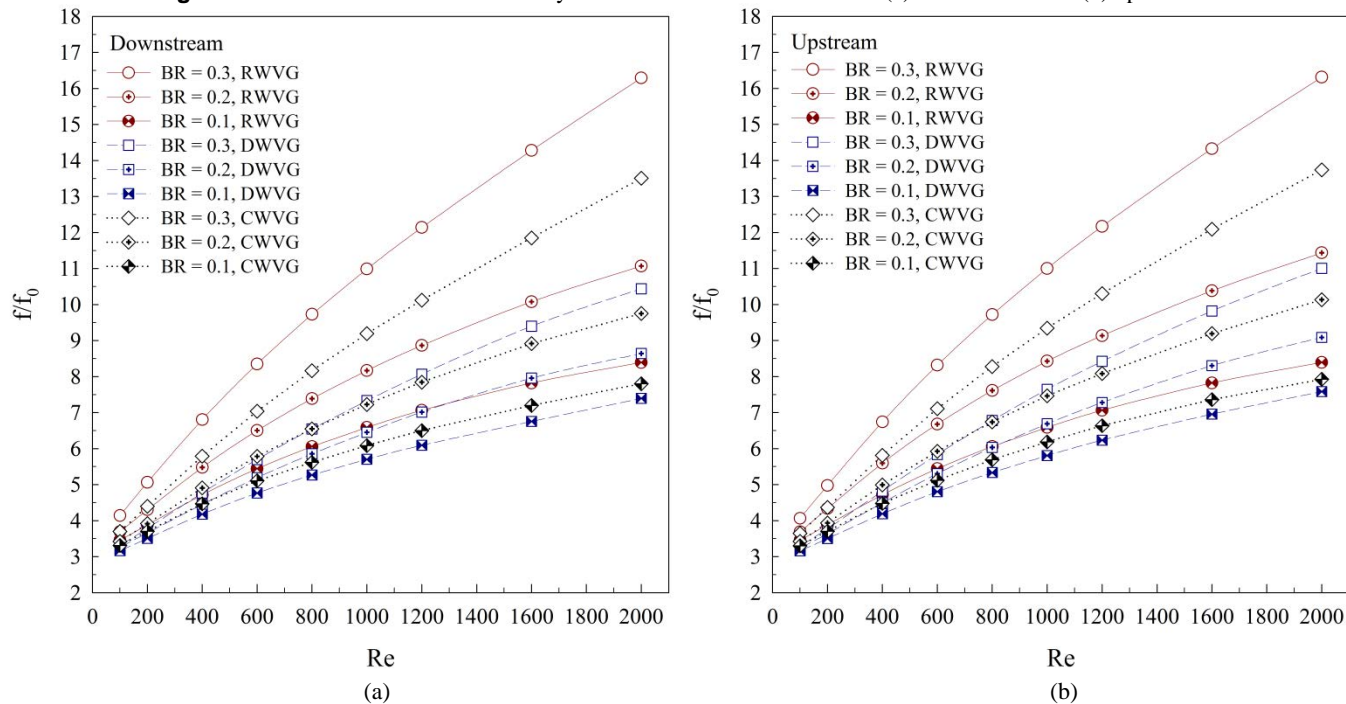 (a) (b)
Downstream
BR = 0.3, RWVG
BR = 0.2, RWVG
BR = 0.1, RWVG
BR = 0.3, DWVG
BR = 0.2, DWVG
BR = 0.1, DWVG
BR = 0.3, CWVG
BR = 0.2, CWVG
BR = 0.1, CWVG
18
17
16
15
14
13
12
11
10
9
8
7
6
5
4
3
2
f/f0
0 200 400 600 800 1000 1200 1400 1600 1800 2000
Re
(a)
Upstream
BR = 0.3, RWVG
BR = 0.2, RWVG
BR = 0.1, RWVG
BR = 0.3, DWVG
BR = 0.2, DWVG
BR = 0.1, DWVG
BR = 0.3, CWVG
BR = 0.2, CWVG
BR = 0.1, CWVG
18
17
16
15
14
13
12
11
10
9
8
7
6
5
4
3
2
f/f0
0 200 400 600 800 1000 1200 1400 1600 1800 2000
Re
(b)